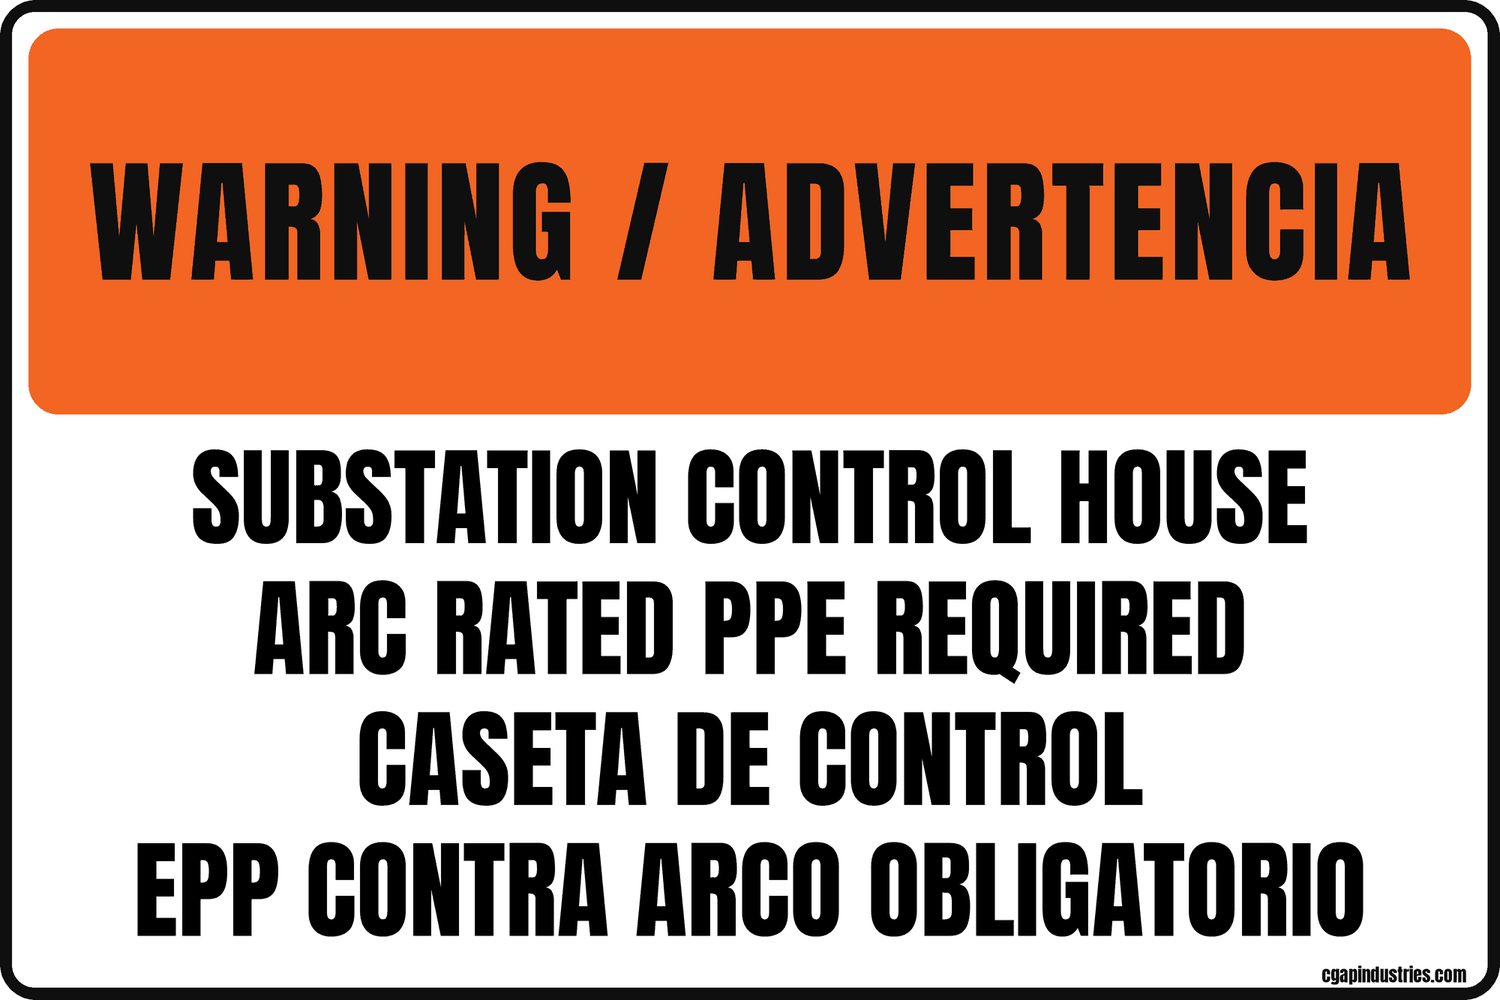 WARNING / ADVERTENCIA
SUBSTATION CONTROL HOUSE
ARC RATED PPE REQUIRED
CASETA DE CONTROL
EPP CONTRA ARCO OBLIGATORIO
cgapindustries.com